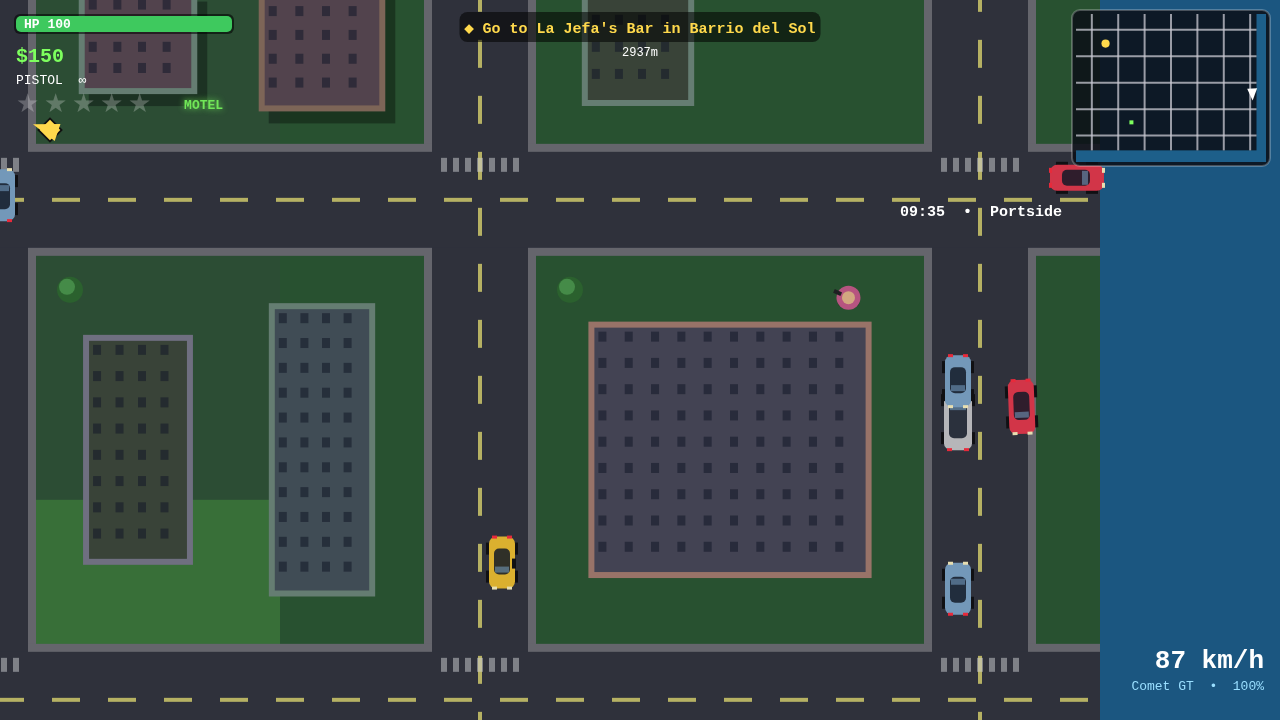 HP 100
$150
PISTOL ∞
MOTEL
◆ Go to La Jefa's Bar in Barrio del Sol
2937m
09:35 • Portside
87 km/h
Comet GT • 100%